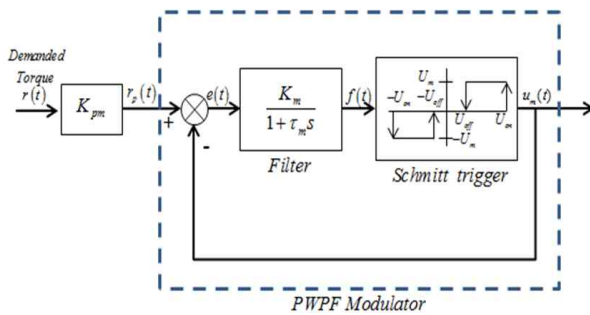 Demanded
Torque
r(t)
K_pm
r_p(t)
+
-
e(t)
K_m
1 + τ_m s
Filter
f(t)
U_m
-U_on
-U_off
U_off
U_on
-U_m
Schmitt trigger
u_m(t)
PWPF Modulator